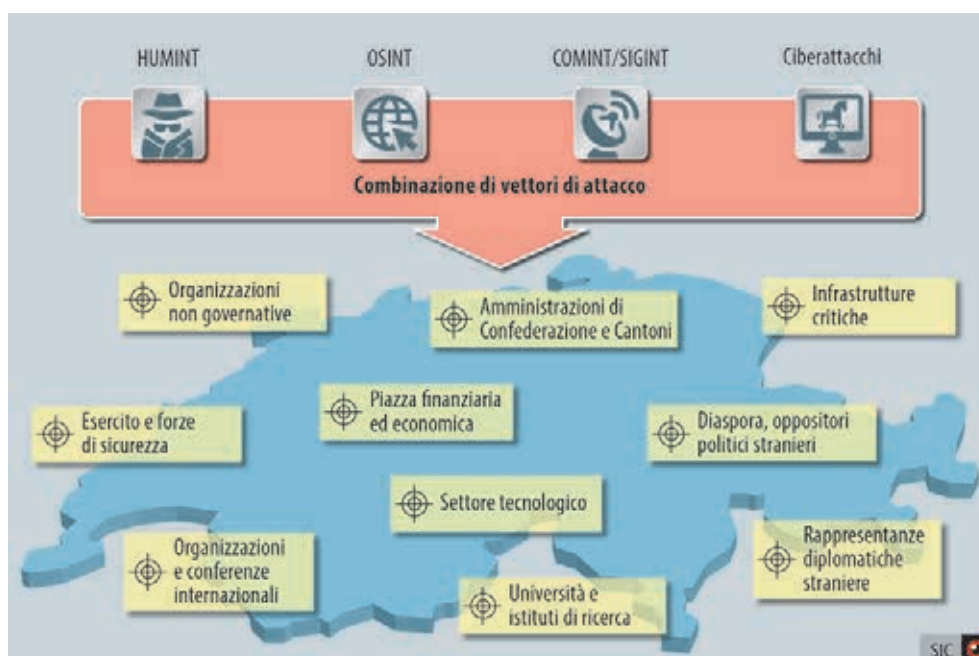 HUMINT
OSINT
COMINT/SIGINT
Ciberattacchi
Combinazione di vettori di attacco
Organizzazioni
non governative
Amministrazioni di
Confederazione e Cantoni
Infrastrutture
critiche
Esercito e forze
di sicurezza
Piazza finanziaria
ed economica
Diaspora, oppositori
politici stranieri
Settore tecnologico
Organizzazioni
e conferenze
internazionali
Università e
istituti di ricerca
Rappresentanze
diplomatiche
straniere
SIC